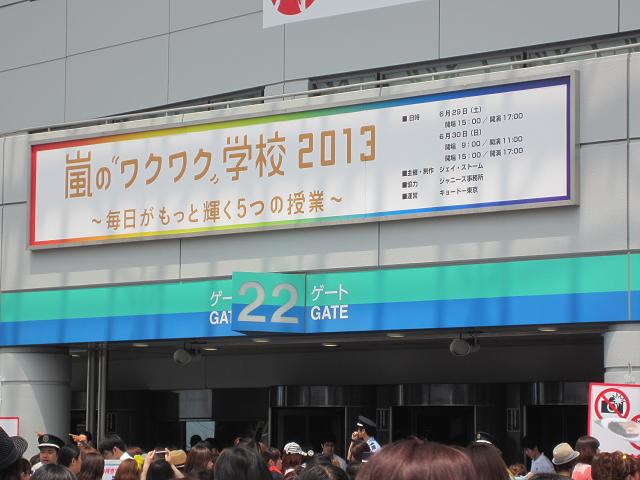 嵐の"ワクワク"学校 2013
～毎日がもっと輝く5つの授業～
■日時 6月29日(土)
開場15:00／開演17:00
6月30日(日)
開場 9:00／開演11:00
開場15:00／開演17:00
■主催・制作 ジェイ・ストーム
■協力 ジャニーズ事務所
■運営 キョードー東京
ゲー 22 ゲート
GAT GATE